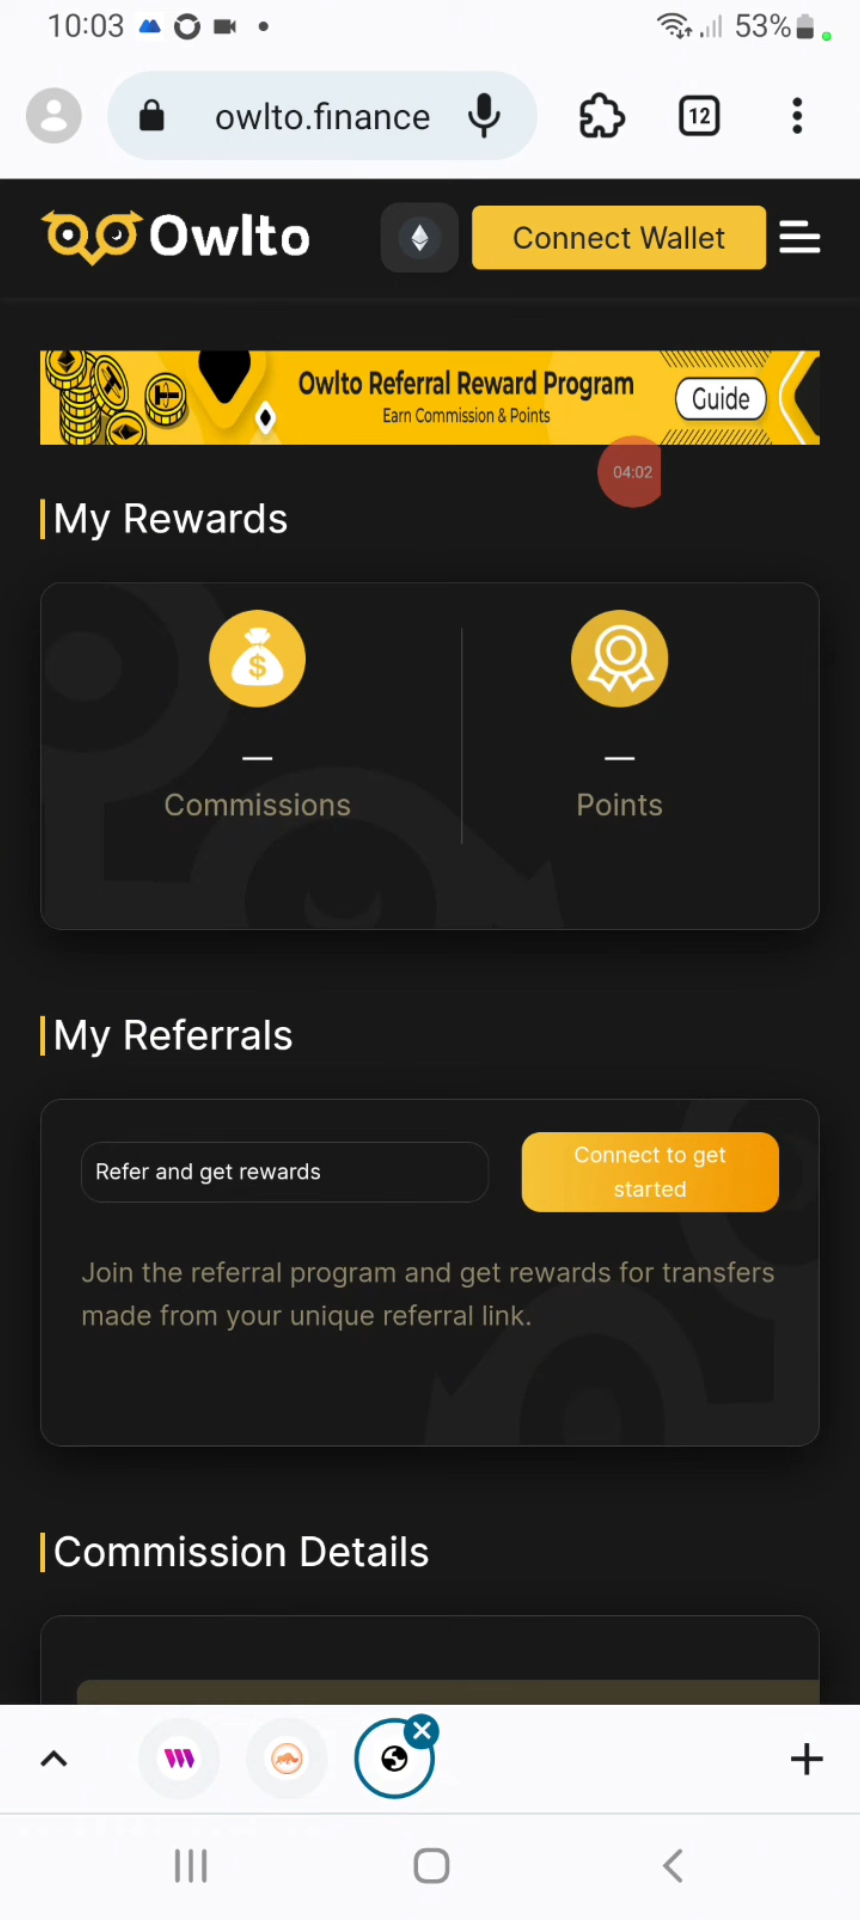 10:03
53%
owlto.finance
12
Owlto
Connect Wallet
Owlto Referral Reward Program
Earn Commission & Points
Guide
04:02
My Rewards
—
Commissions
—
Points
My Referrals
Refer and get rewards
Connect to get
started
Join the referral program and get rewards for transfers
made from your unique referral link.
Commission Details